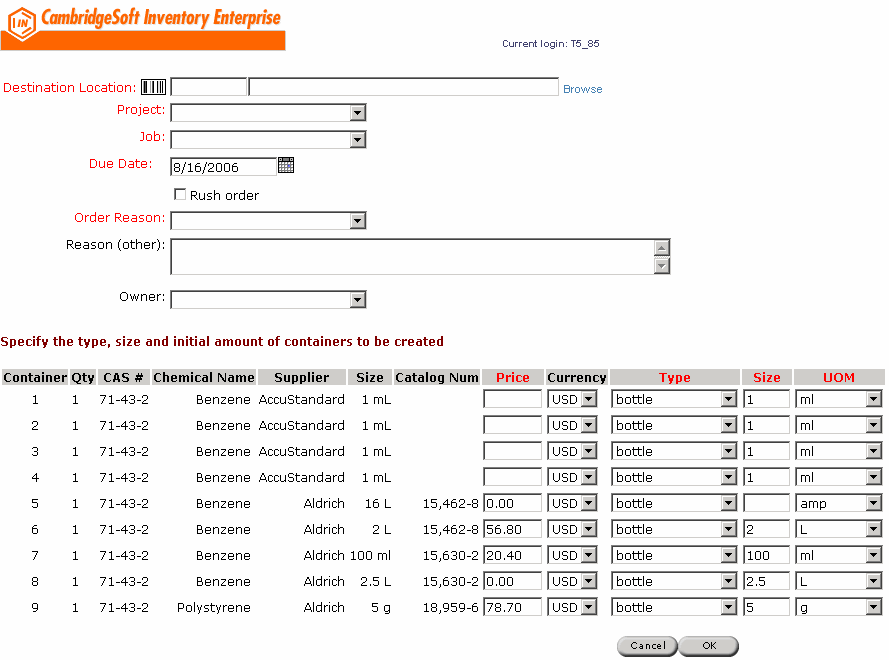 IN CambridgeSoft Inventory Enterprise
Current login: T5_85
Destination Location: Browse
Project:
Job:
Due Date: 8/16/2006
Rush order
Order Reason:
Reason (other):
Owner:
Specify the type, size and initial amount of containers to be created
Container Qty CAS # Chemical Name Supplier Size Catalog Num Price Currency Type Size UOM
1 1 71-43-2 Benzene AccuStandard 1 mL USD bottle 1 ml
2 1 71-43-2 Benzene AccuStandard 1 mL USD bottle 1 ml
3 1 71-43-2 Benzene AccuStandard 1 mL USD bottle 1 ml
4 1 71-43-2 Benzene AccuStandard 1 mL USD bottle 1 ml
5 1 71-43-2 Benzene Aldrich 16 L 15,462-8 0.00 USD bottle amp
6 1 71-43-2 Benzene Aldrich 2 L 15,462-8 56.80 USD bottle 2 L
7 1 71-43-2 Benzene Aldrich 100 ml 15,630-2 20.40 USD bottle 100 ml
8 1 71-43-2 Benzene Aldrich 2.5 L 15,630-2 0.00 USD bottle 2.5 L
9 1 71-43-2 Polystyrene Aldrich 5 g 18,959-6 78.70 USD bottle 5 g
Cancel OK